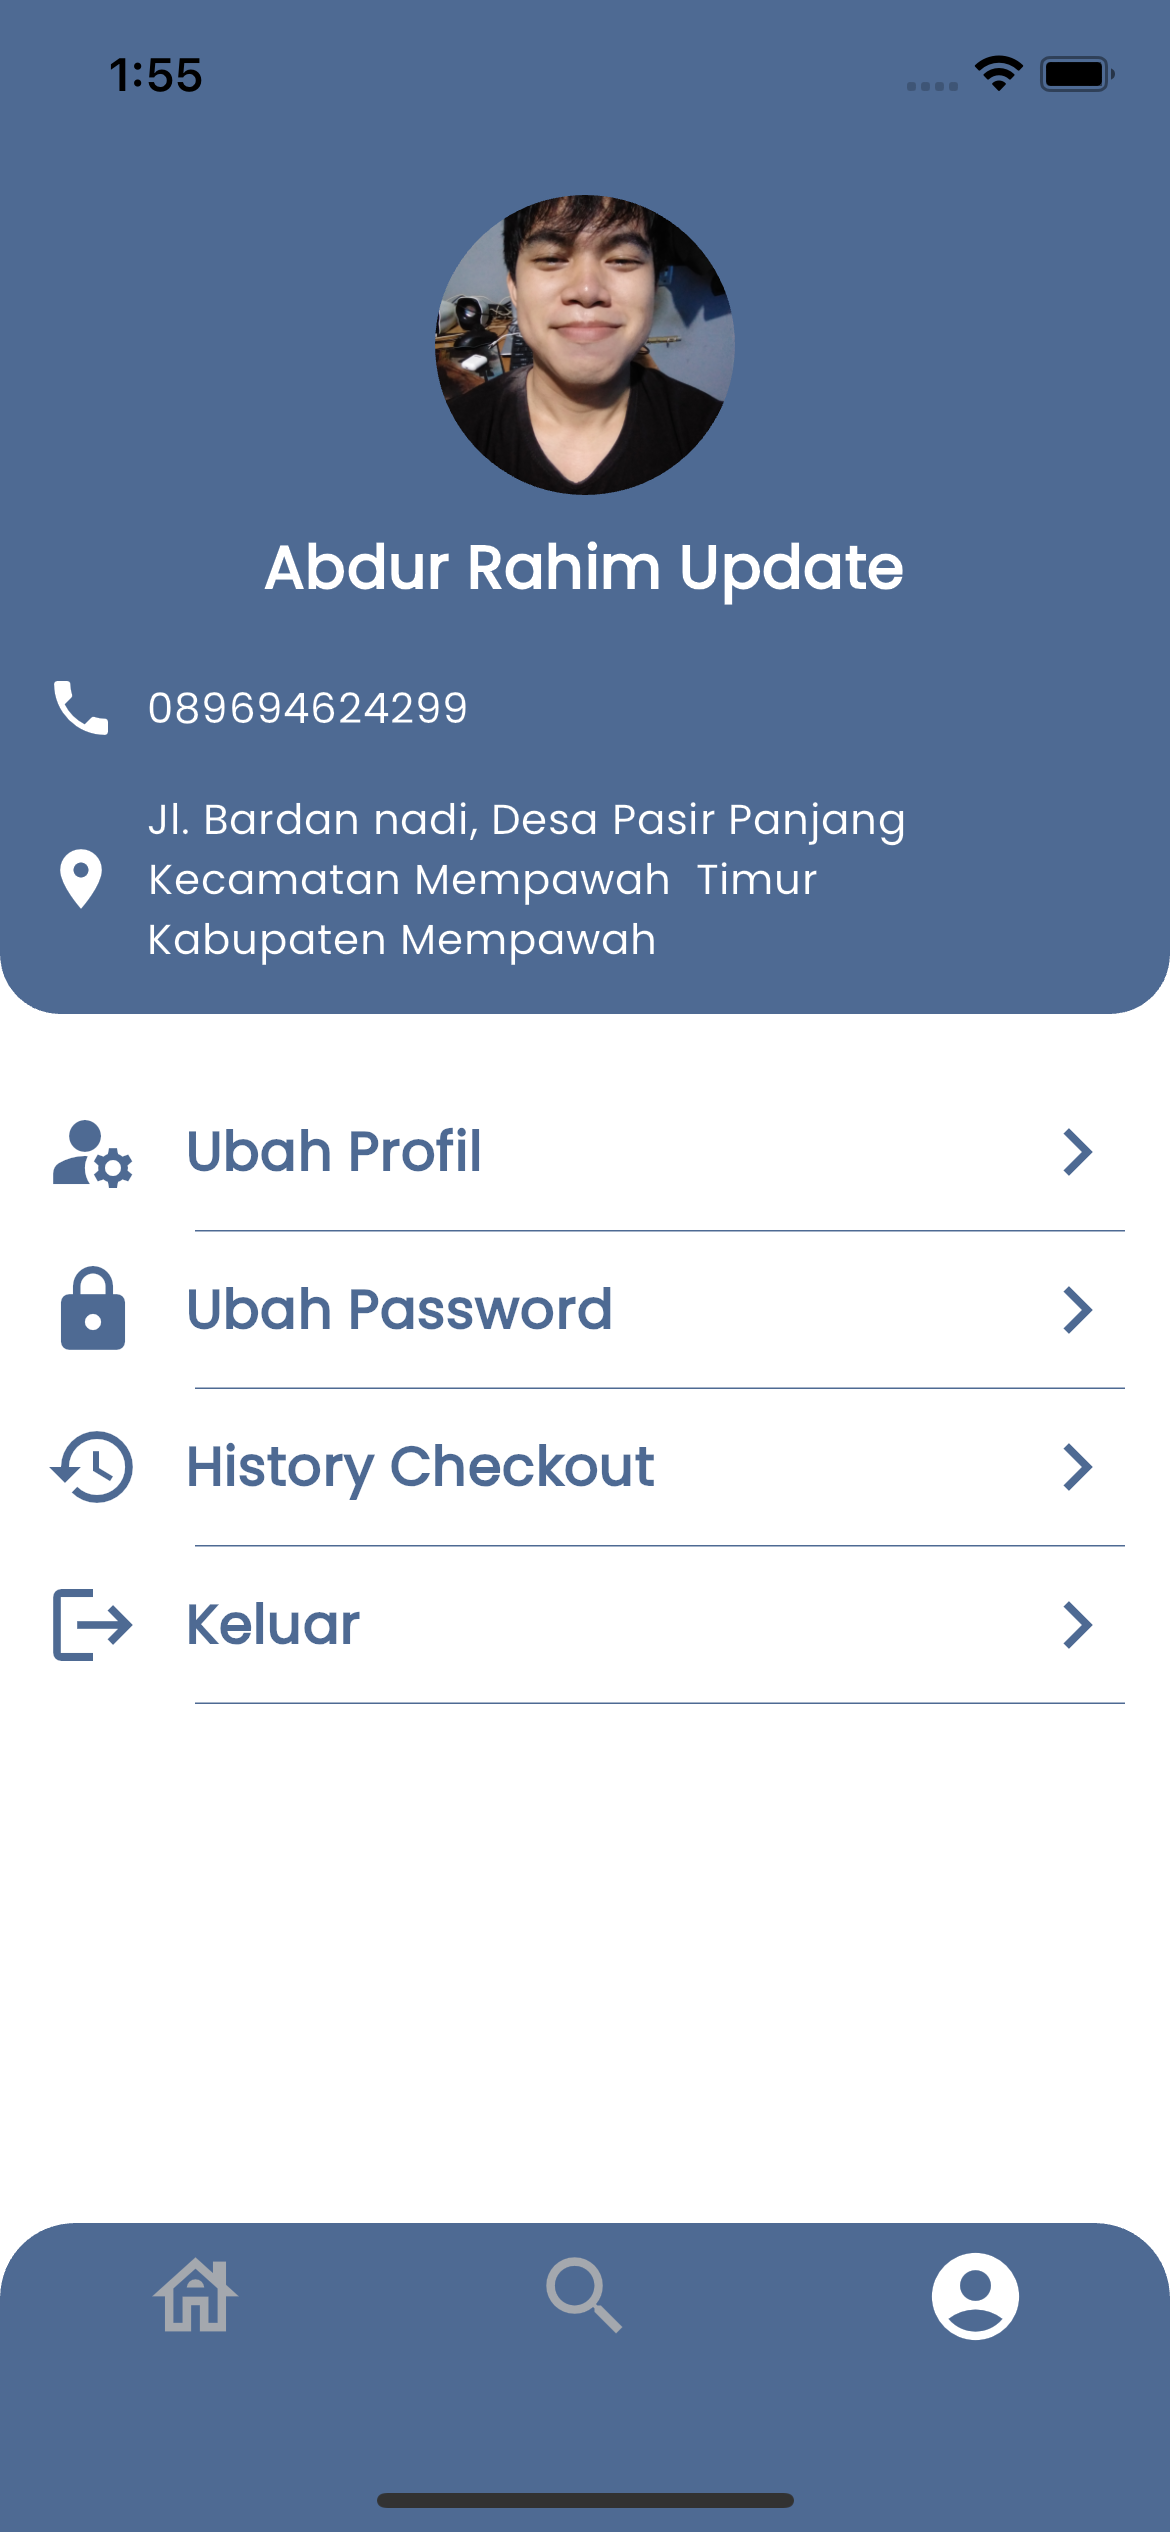 1:55
Abdur Rahim Update
089694624299
Jl. Bardan nadi, Desa Pasir Panjang
Kecamatan Mempawah  Timur
Kabupaten Mempawah
Ubah Profil
Ubah Password
History Checkout
Keluar